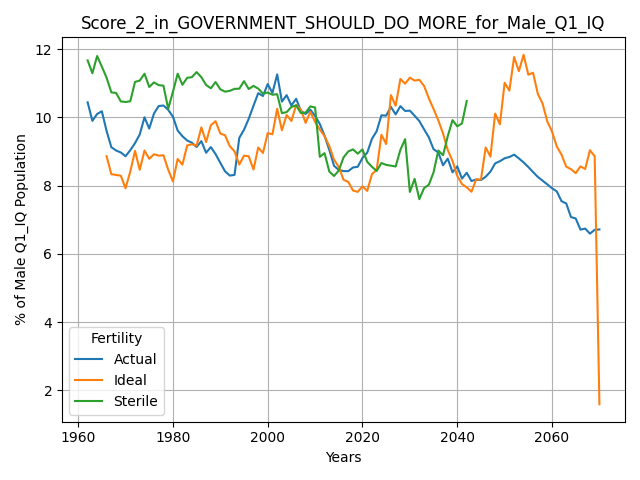 Score_2_in_GOVERNMENT_SHOULD_DO_MORE_for_Male_Q1_IQ
% of Male Q1_IQ Population
12
10
8
6
4
2
Fertility
Actual
Ideal
Sterile
1960 1980 2000 2020 2040 2060
Years